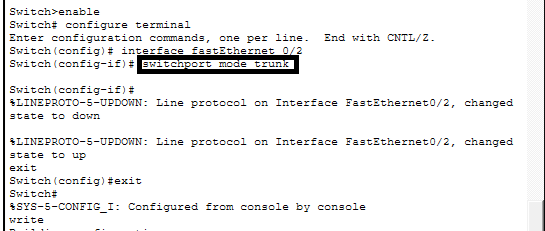 Switch>enable
Switch# configure terminal
Enter configuration commands, one per line.  End with CNTL/Z.
Switch(config)# interface fastEthernet 0/2
Switch(config-if)# switchport mode trunk
Switch(config-if)#
%LINEPROTO-5-UPDOWN: Line protocol on Interface FastEthernet0/2, changed
state to down
%LINEPROTO-5-UPDOWN: Line protocol on Interface FastEthernet0/2, changed
state to up
exit
Switch(config)#exit
Switch#
%SYS-5-CONFIG_I: Configured from console by console
write